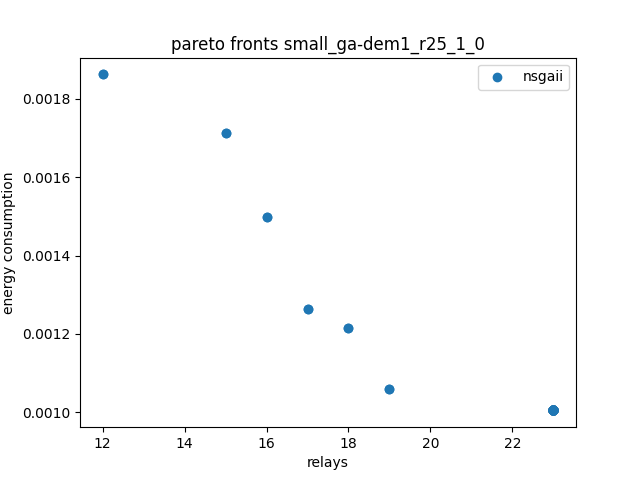 pareto fronts small_ga-dem1_r25_1_0
nsgaii
0.0018
0.0016
0.0014
0.0012
0.0010
energy consumption
12 14 16 18 20 22
relays